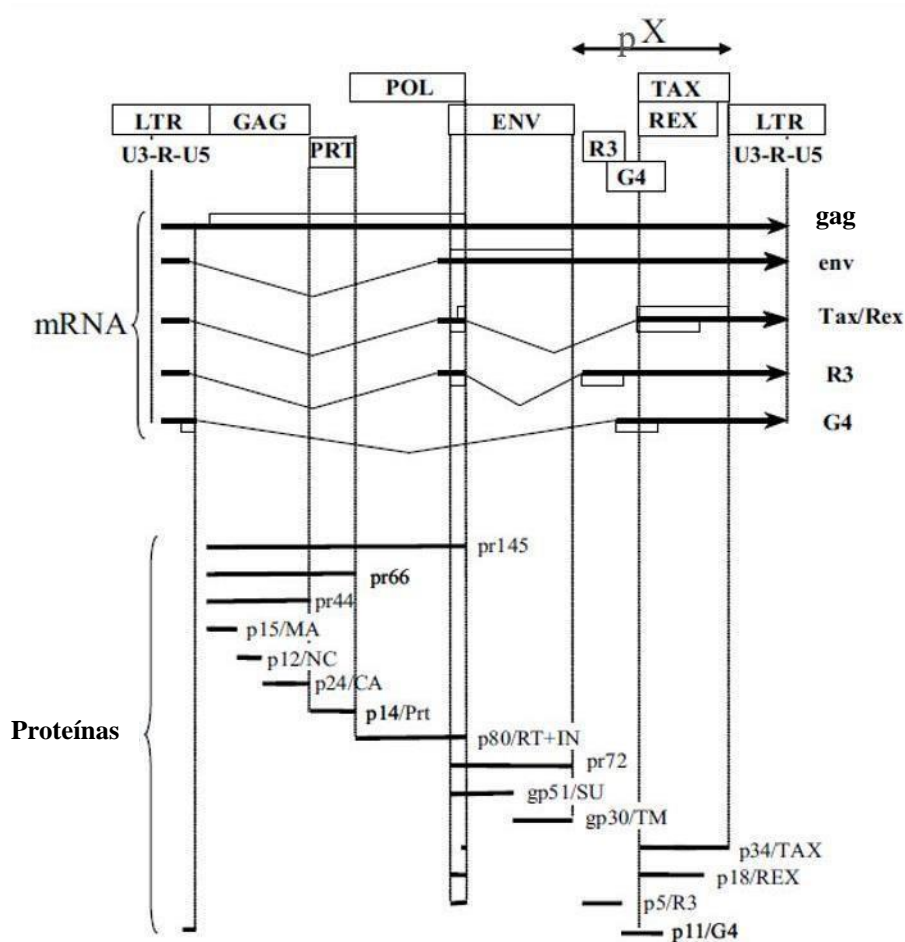 pX
POL
TAX
LTR GAG ENV REX LTR
U3-R-U5 PRT R3 U3-R-U5
G4
gag
env
mRNA Tax/Rex
R3
G4
pr145
pr66
pr44
p15/MA
p12/NC
p24/CA
p14/Prt
Proteínas p80/RT+IN
pr72
gp51/SU
gp30/TM
p34/TAX
p18/REX
p5/R3
p11/G4